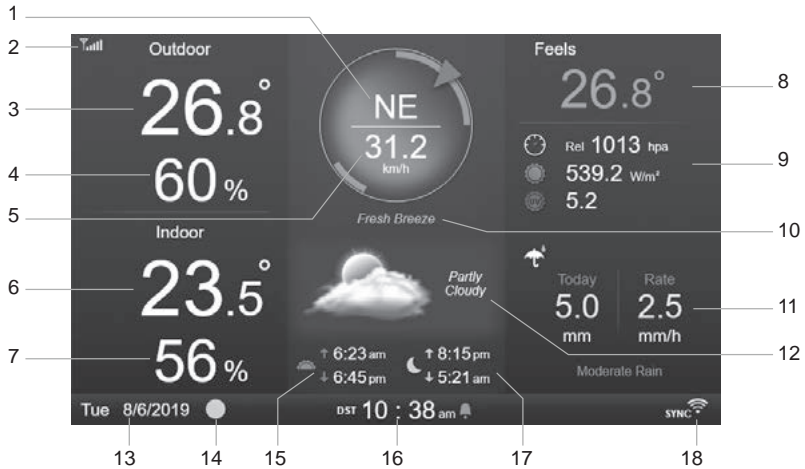 1
2
3
4
5
6
7
Outdoor
26.8°
60 %
Indoor
23.5°
56 %
NE
31.2
km/h
Fresh Breeze
Partly
Cloudy
↑ 6:23 am
↓ 6:45 pm
↑ 8:15 pm
↓ 5:21 am
Feels
26.8°
Rel 1013 hpa
539.2 W/m²
5.2
Today
5.0
mm
Rate
2.5
mm/h
Moderate Rain
Tue 8/6/2019
DST 10 : 38 am
SYNC
8
9
10
11
12
13
14
15
16
17
18